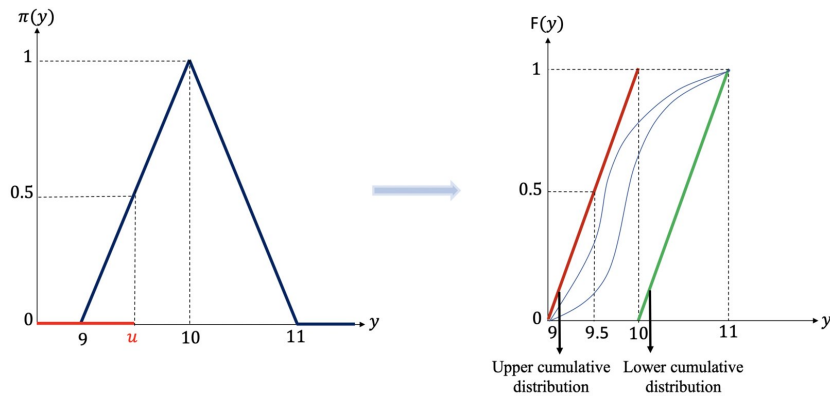 π(y)
1
0.5
0
9
u
10
11
y
F(y)
1
0.5
0
9
9.5
10
11
y
Upper cumulative
distribution
Lower cumulative
distribution